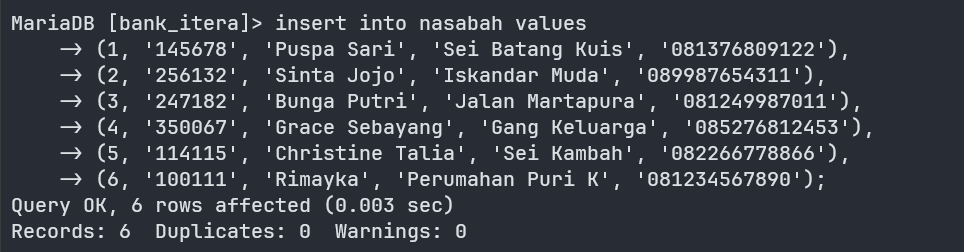 MariaDB [bank_itera]> insert into nasabah values
    -> (1, '145678', 'Puspa Sari', 'Sei Batang Kuis', '081376809122'),
    -> (2, '256132', 'Sinta Jojo', 'Iskandar Muda', '089987654311'),
    -> (3, '247182', 'Bunga Putri', 'Jalan Martapura', '081249987011'),
    -> (4, '350067', 'Grace Sebayang', 'Gang Keluarga', '085276812453'),
    -> (5, '114115', 'Christine Talia', 'Sei Kambah', '082266778866'),
    -> (6, '100111', 'Rimayka', 'Perumahan Puri K', '081234567890');
Query OK, 6 rows affected (0.003 sec)
Records: 6  Duplicates: 0  Warnings: 0